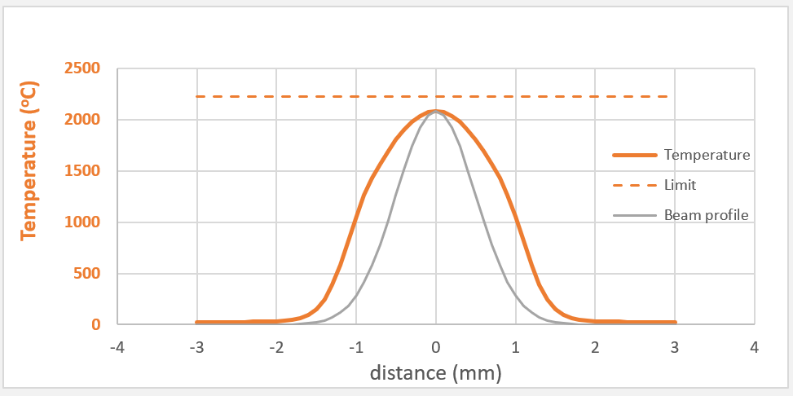 Temperature (ºC)
2500
2000
1500
1000
500
0
-4 -3 -2 -1 0 1 2 3 4
distance (mm)
Temperature
Limit
Beam profile